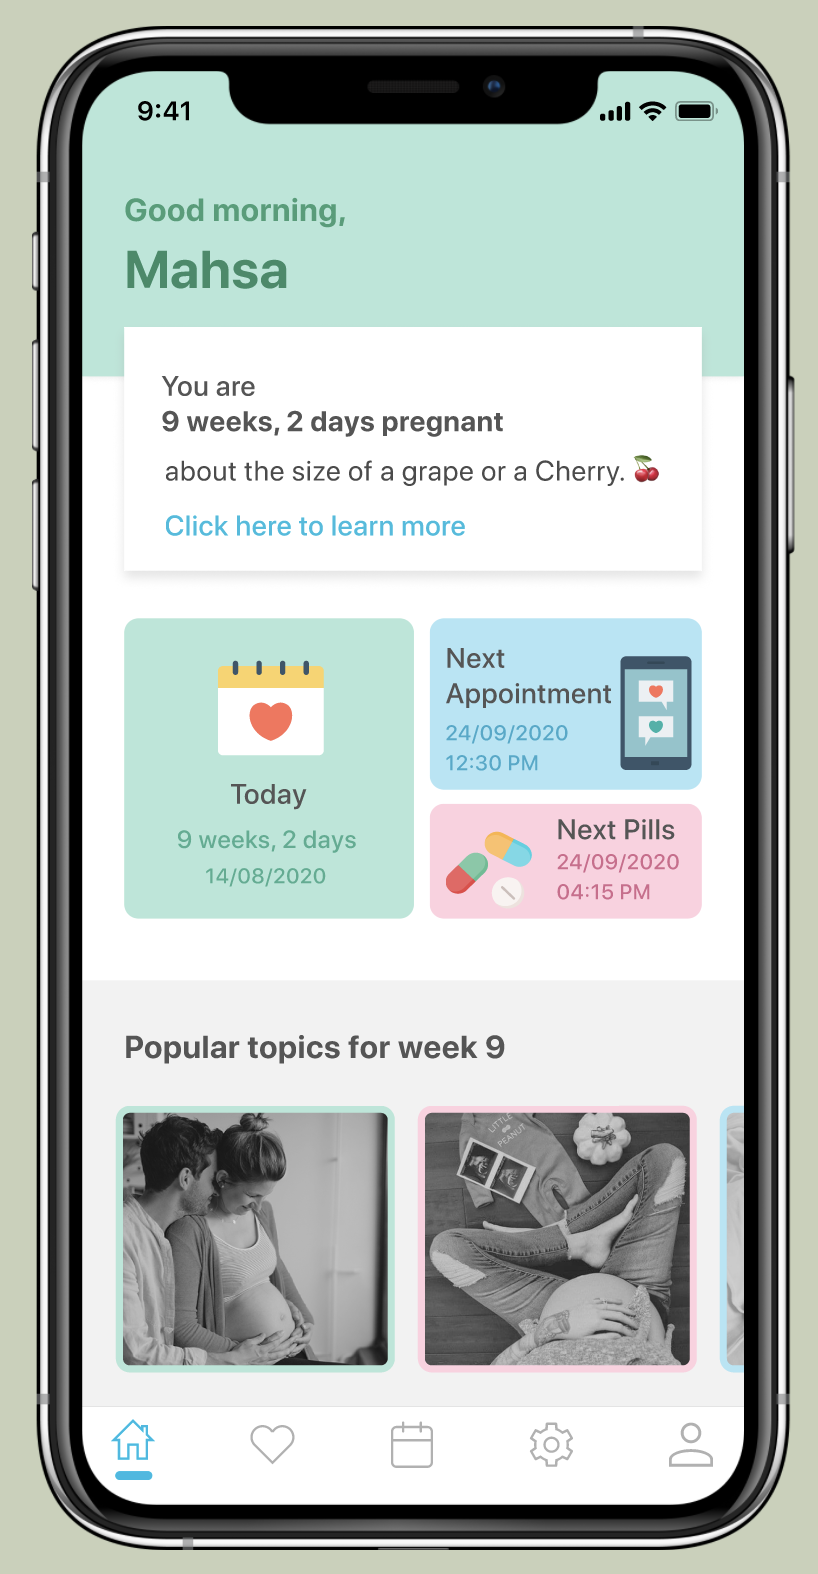 9:41
Good morning,
Mahsa
You are
9 weeks, 2 days pregnant
about the size of a grape or a Cherry. 🍒
Click here to learn more
Today
9 weeks, 2 days
14/08/2020
Next
Appointment
24/09/2020
12:30 PM
Next Pills
24/09/2020
04:15 PM
Popular topics for week 9
LITTLE
PEANUT